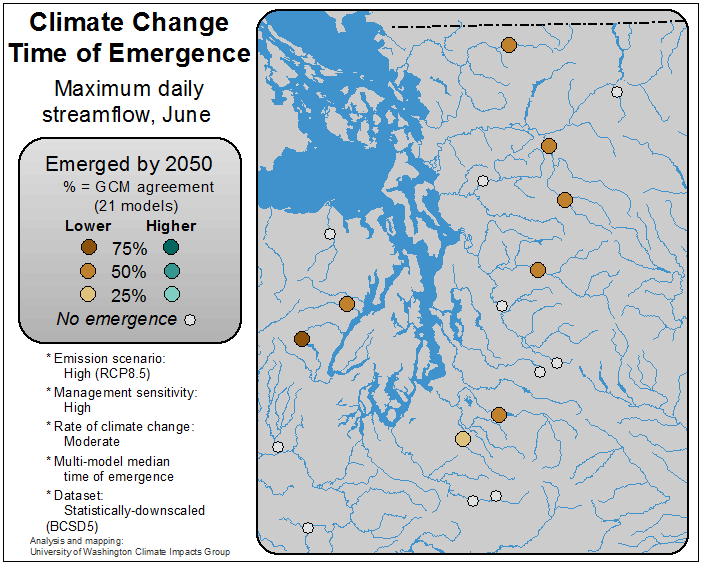 Climate Change
Time of Emergence
Maximum daily
streamflow, June
Emerged by 2050
% = GCM agreement
(21 models)
Lower Higher
75%
50%
25%
No emergence
* Emission scenario:
High (RCP8.5)
* Management sensitivity:
High
* Rate of climate change:
Moderate
* Multi-model median
time of emergence
* Dataset:
Statistically-downscaled
(BCSD5)
Analysis and mapping:
University of Washington Climate Impacts Group